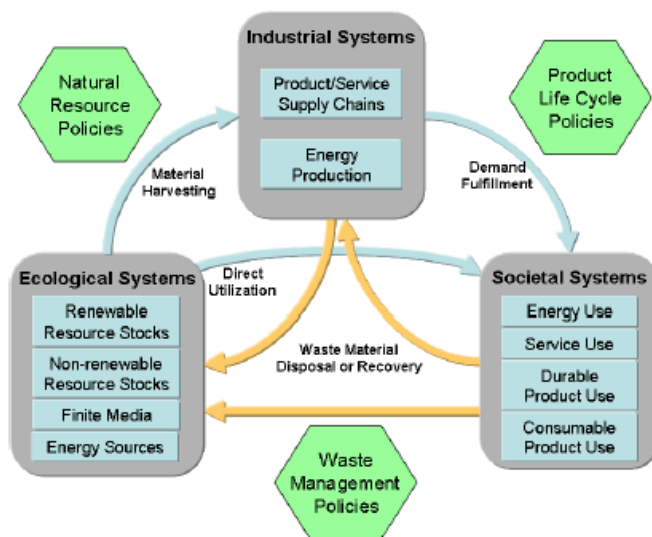 Industrial Systems
Product/Service
Supply Chains
Energy
Production
Natural
Resource
Policies
Product
Life Cycle
Policies
Material
Harvesting
Demand
Fulfillment
Ecological Systems
Renewable
Resource Stocks
Non-renewable
Resource Stocks
Finite Media
Energy Sources
Direct
Utilization
Waste Material
Disposal or Recovery
Societal Systems
Energy Use
Service Use
Durable
Product Use
Consumable
Product Use
Waste
Management
Policies